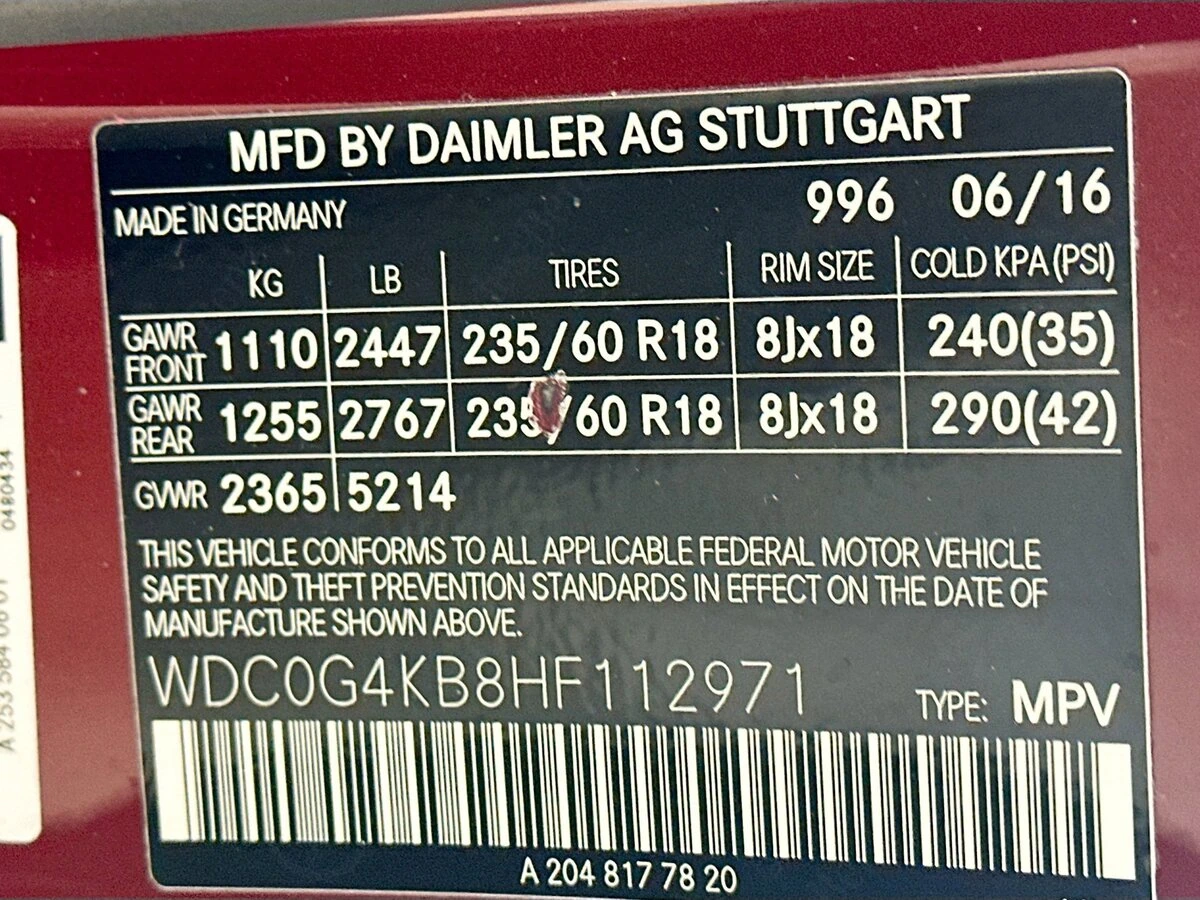 MFD BY DAIMLER AG STUTTGART
MADE IN GERMANY 996 06/16
KG LB TIRES RIM SIZE COLD KPA (PSI)
GAWR FRONT 1110 2447 235/60 R18 8Jx18 240(35)
GAWR REAR 1255 2767 235/60 R18 8Jx18 290(42)
GVWR 2365 5214
THIS VEHICLE CONFORMS TO ALL APPLICABLE FEDERAL MOTOR VEHICLE
SAFETY AND THEFT PREVENTION STANDARDS IN EFFECT ON THE DATE OF
MANUFACTURE SHOWN ABOVE.
WDC0G4KB8HF112971 TYPE: MPV
A 204 817 78 20
0480434
A 253 584